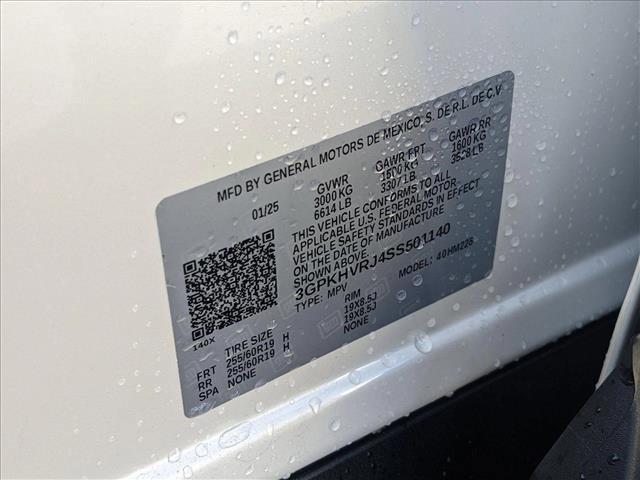 MFD BY GENERAL MOTORS DE MEXICO, S. DE R.L. DE C.V
01/25 GVWR GAWR FRT GAWR RR
3000 KG 1500 KG 1600 KG
6614 LB 3307 LB 3528 LB
THIS VEHICLE CONFORMS TO ALL
APPLICABLE U.S. FEDERAL MOTOR
VEHICLE SAFETY STANDARDS IN EFFECT
ON THE DATE OF MANUFACTURE
SHOWN ABOVE.
3GPKHVRJ4SS501140
TYPE: MPV MODEL: 40HM226
140X
TIRE SIZE RIM
FRT 255/60R19 H 19X8.5J
RR 255/60R19 H 19X8.5J
SPA NONE NONE